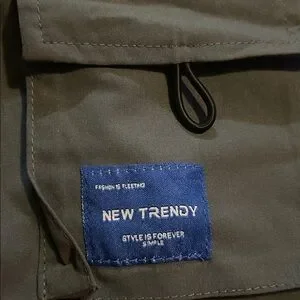 FASHION IS FLEETING
NEW TRENDY
STYLE IS FOREVER
SIMPLE